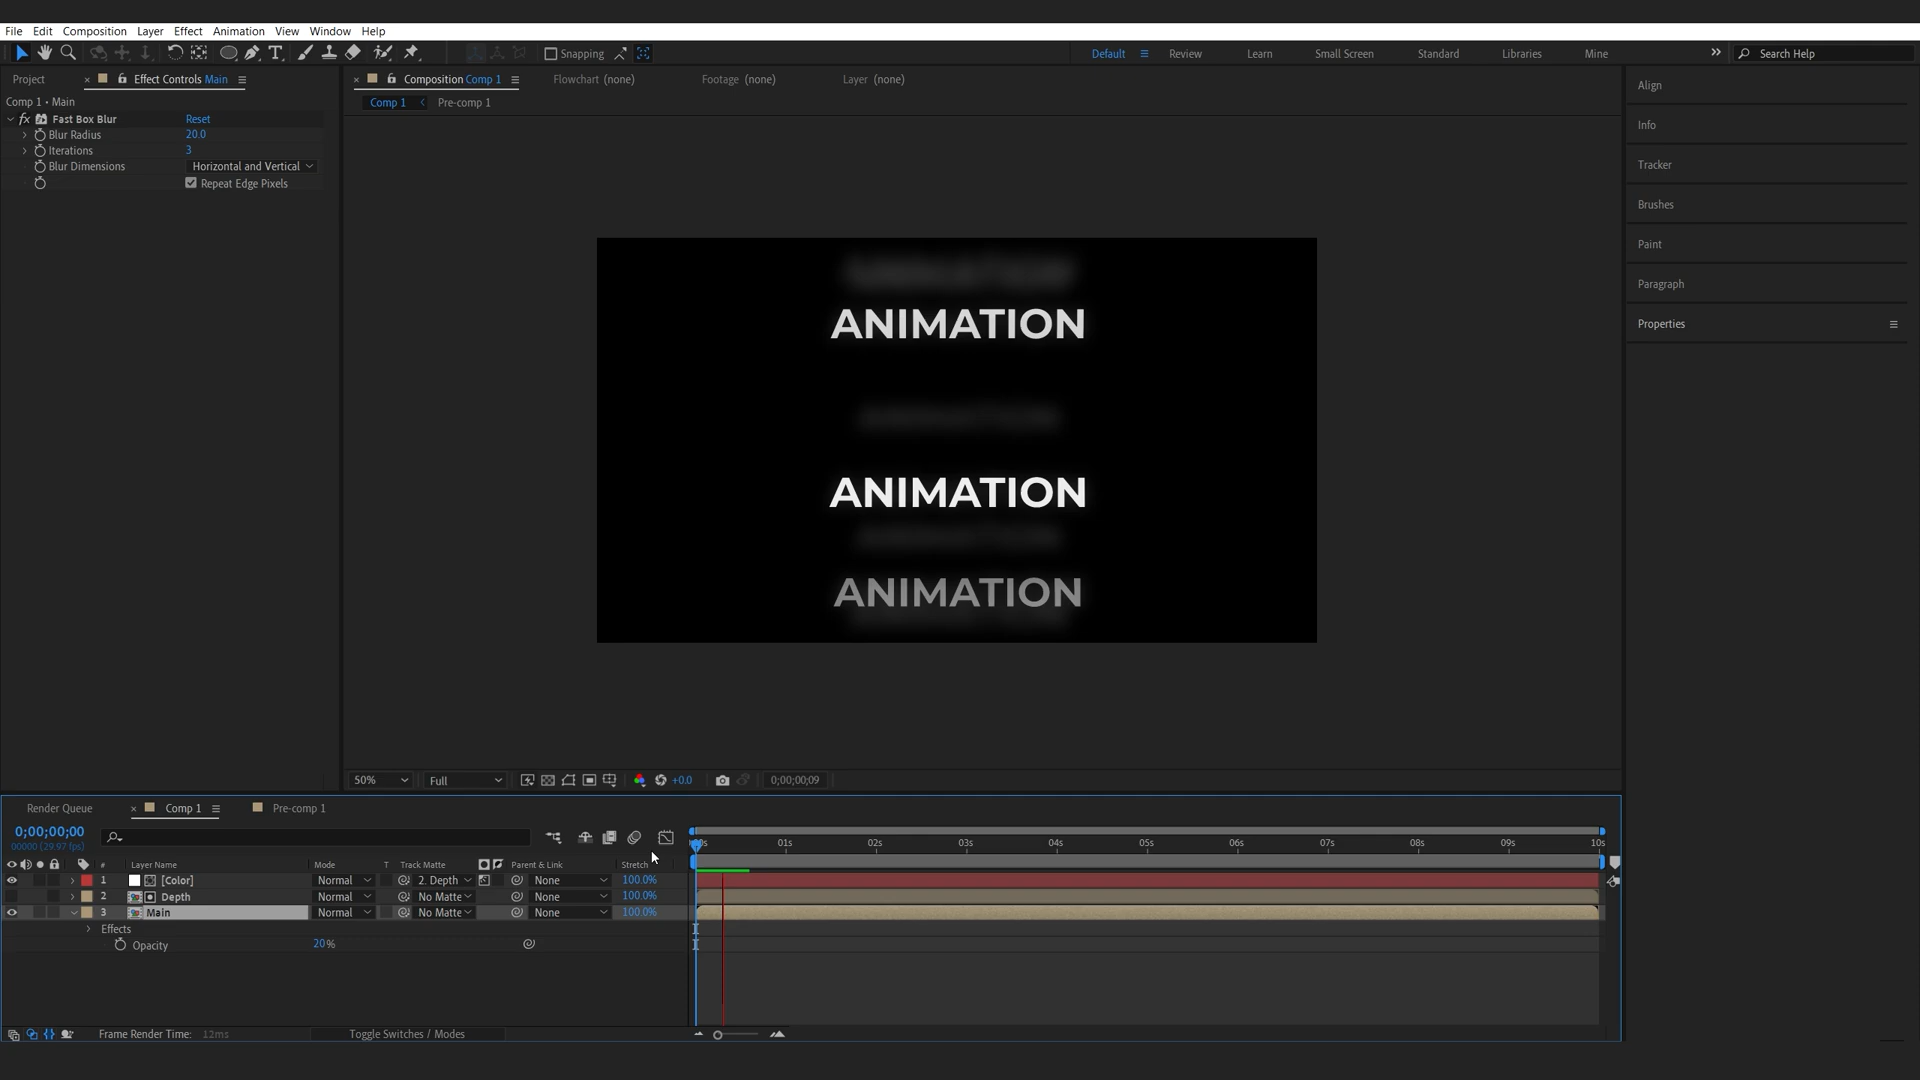 File Edit Composition Layer Effect Animation View Window Help
Snapping Default Review Learn Small Screen Standard Libraries Mine Search Help
Project Effect Controls Main Composition Comp 1 Flowchart (none) Footage (none) Layer (none)
Comp 1 • Main
Comp 1 Pre-comp 1
fx Fast Box Blur Reset
Blur Radius 20.0
Iterations 3
Blur Dimensions Horizontal and Vertical
Repeat Edge Pixels
Align
Info
Tracker
Brushes
Paint
Paragraph
Properties
ANIMATION
ANIMATION
ANIMATION
ANIMATION
ANIMATION
50% Full +0.0 0;00;00;09
Render Queue Comp 1 Pre-comp 1
0;00;00;00
00000 (29.97 fps)
01s 02s 03s 04s 05s 06s 07s 08s 09s 10s
# Layer Name Mode T Track Matte Parent & Link Stretch
1 [Color] Normal 2. Depth None 100.0%
2 Depth Normal No Matte None 100.0%
3 Main Normal No Matte None 100.0%
Effects
Opacity 20%
Frame Render Time: 12ms Toggle Switches / Modes